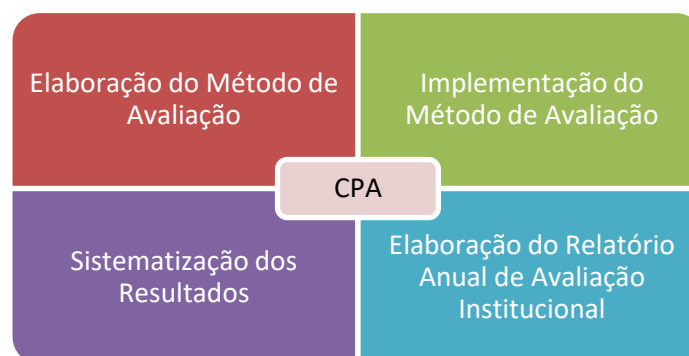 Elaboração do Método de
Avaliação
Implementação do
Método de Avaliação
CPA
Sistematização dos
Resultados
Elaboração do Relatório
Anual de Avaliação
Institucional